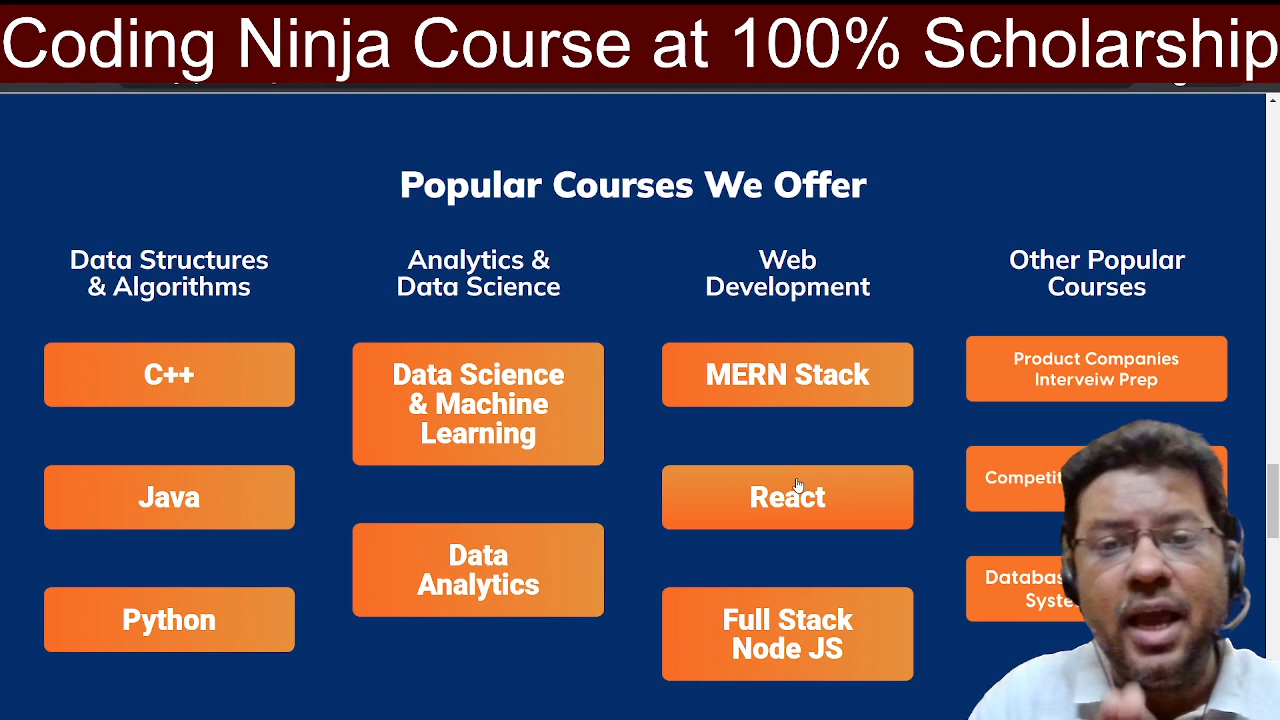 Coding Ninja Course at 100% Scholarship
Popular Courses We Offer
Data Structures
& Algorithms
C++
Java
Python
Analytics &
Data Science
Data Science
& Machine
Learning
Data
Analytics
Web
Development
MERN Stack
React
Full Stack
Node JS
Other Popular
Courses
Product Companies
Interveiw Prep